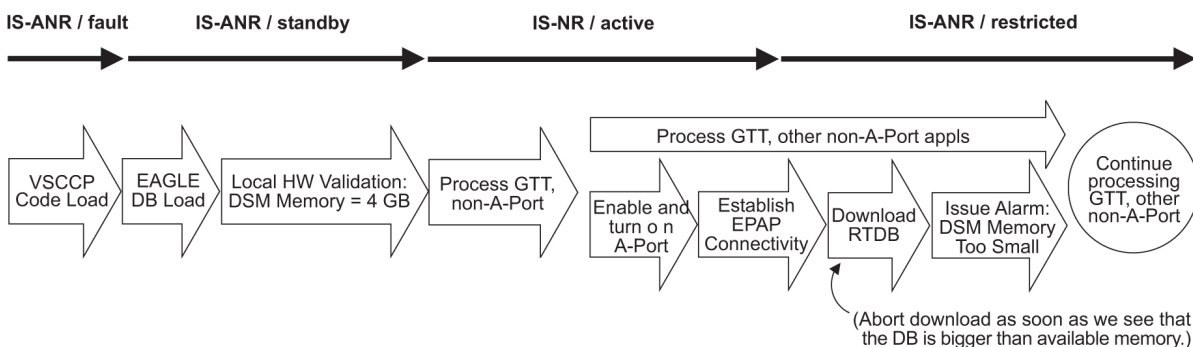 IS-ANR / fault
IS-ANR / standby
IS-NR / active
IS-ANR / restricted
VSCCP
Code Load
EAGLE
DB Load
Local HW Validation:
DSM Memory = 4 GB
Process GTT,
non-A-Port
Process GTT, other non-A-Port appls
Enable and
turn o n
A-Port
Establish
EPAP
Connectivity
Download
RTDB
Issue Alarm:
DSM Memory
Too Small
Continue
processing
GTT, other
non-A-Port
(Abort download as soon as we see that
the DB is bigger than available memory.)